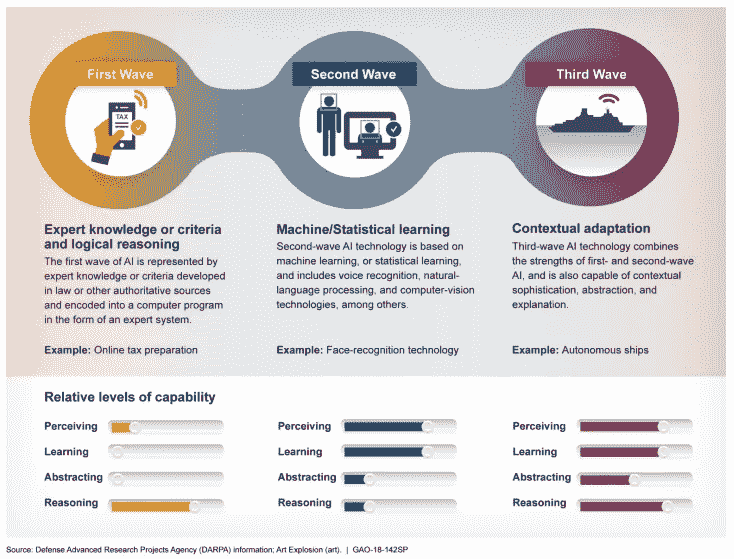 First Wave
Second Wave
Third Wave
TAX
Expert knowledge or criteria
and logical reasoning
The first wave of AI is represented by
expert knowledge or criteria developed
in law or other authoritative sources
and encoded into a computer program
in the form of an expert system.
Example: Online tax preparation
Machine/Statistical learning
Second-wave AI technology is based on
machine learning, or statistical learning,
and includes voice recognition, natural-
language processing, and computer-vision
technologies, among others.
Example: Face-recognition technology
Contextual adaptation
Third-wave AI technology combines
the strengths of first- and second-wave
AI, and is also capable of contextual
sophistication, abstraction, and
explanation.
Example: Autonomous ships
Relative levels of capability
Perceiving
Learning
Abstracting
Reasoning
Perceiving
Learning
Abstracting
Reasoning
Perceiving
Learning
Abstracting
Reasoning
Source: Defense Advanced Research Projects Agency (DARPA) information; Art Explosion (art). | GAO-18-142SP